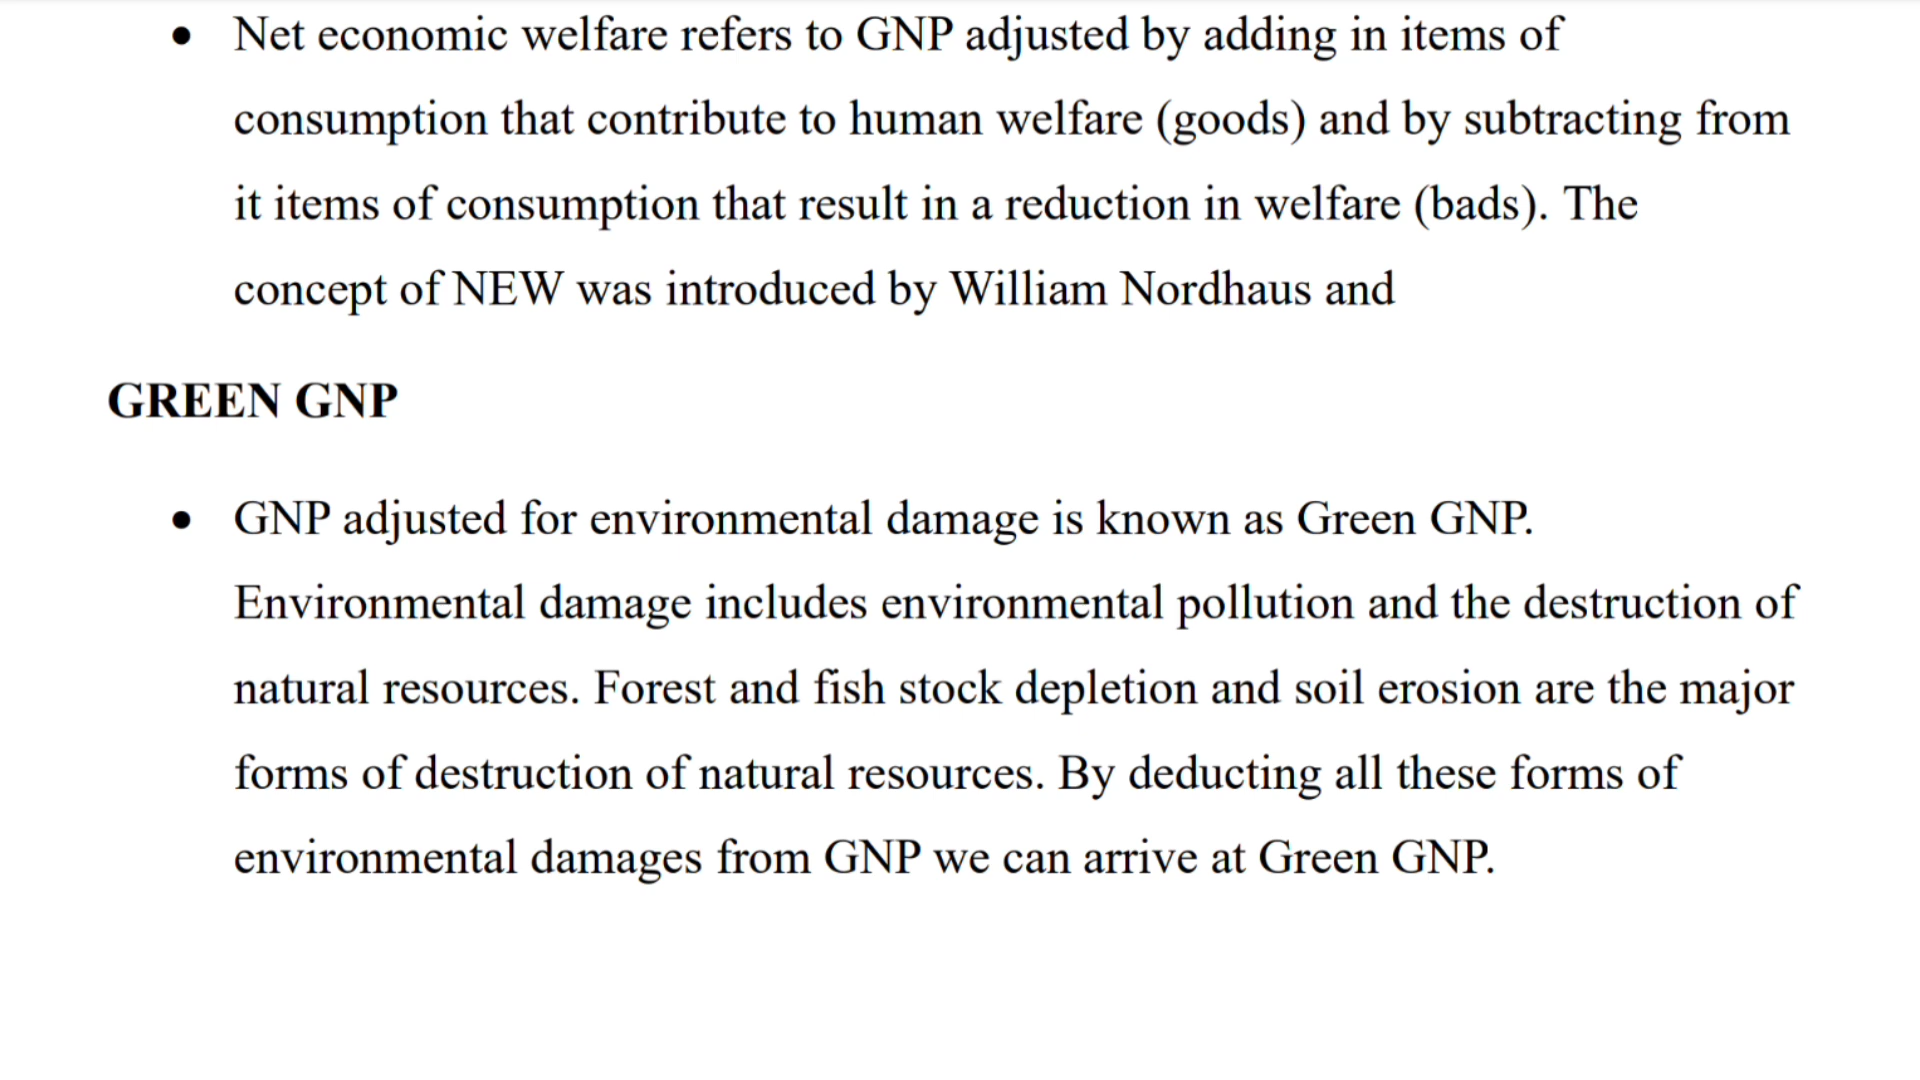 • Net economic welfare refers to GNP adjusted by adding in items of
consumption that contribute to human welfare (goods) and by subtracting from
it items of consumption that result in a reduction in welfare (bads). The
concept of NEW was introduced by William Nordhaus and
GREEN GNP
• GNP adjusted for environmental damage is known as Green GNP.
Environmental damage includes environmental pollution and the destruction of
natural resources. Forest and fish stock depletion and soil erosion are the major
forms of destruction of natural resources. By deducting all these forms of
environmental damages from GNP we can arrive at Green GNP.